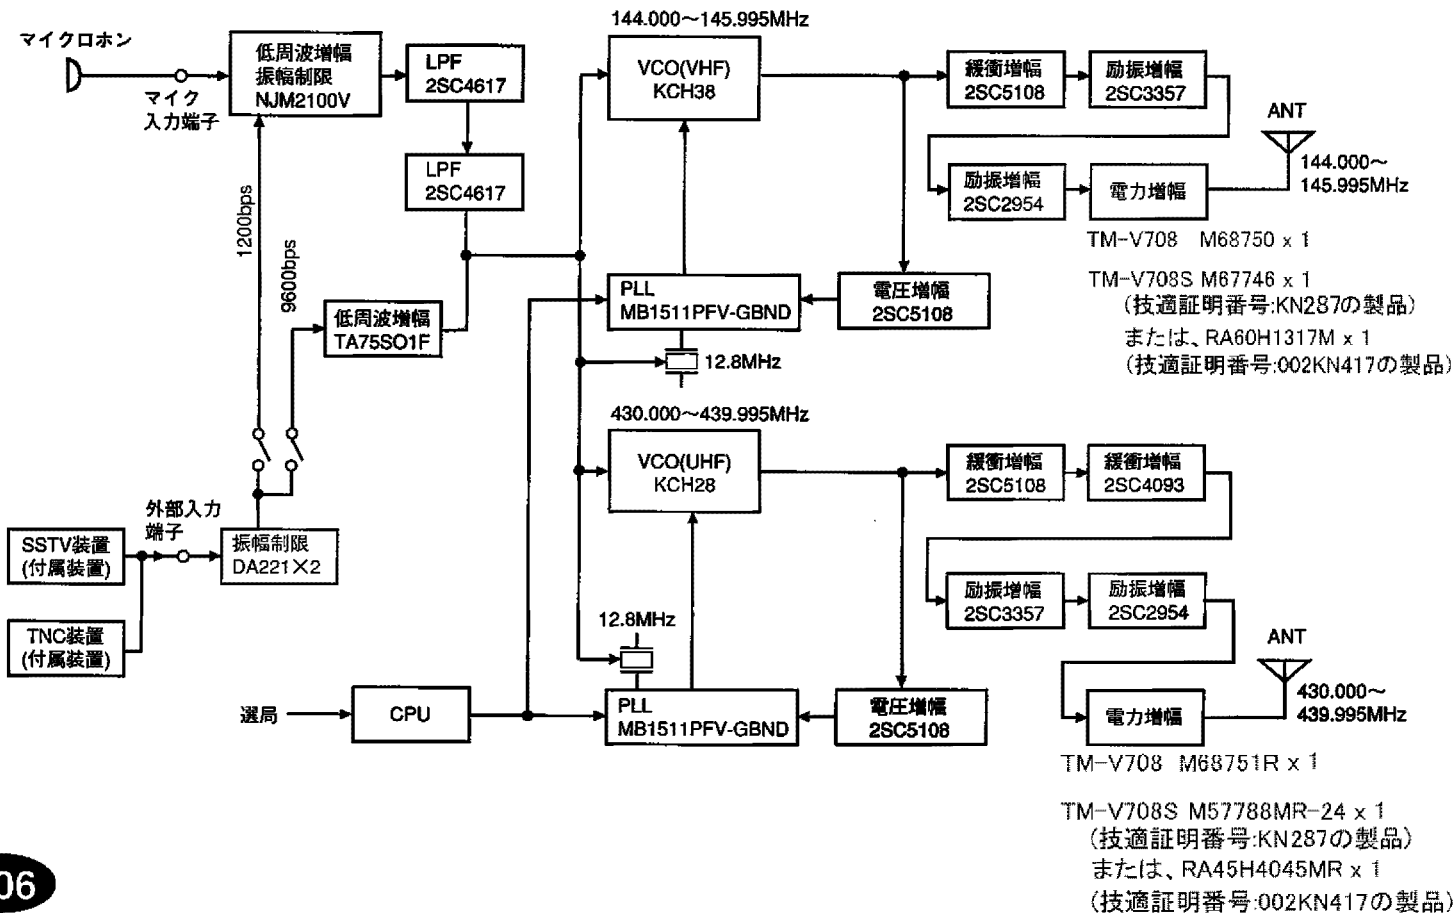 144.000〜145.995MHz
マイクロホン
マイク
入力端子
低周波増幅
振幅制限
NJM2100V
LPF
2SC4617
LPF
2SC4617
VCO(VHF)
KCH38
緩衝増幅
2SC5108
励振増幅
2SC3357
ANT
144.000〜
145.995MHz
励振増幅
2SC2954
電力増幅
TM-V708 M68750 x 1
TM-V708S M67746 x 1
(技適証明番号:KN287の製品)
または、RA60H1317M x 1
(技適証明番号:002KN417の製品)
1200bps
9600bps
低周波増幅
TA75SO1F
PLL
MB1511PFV-GBND
電圧増幅
2SC5108
12.8MHz
430.000〜439.995MHz
VCO(UHF)
KCH28
緩衝増幅
2SC5108
緩衝増幅
2SC4093
外部入力
端子
SSTV装置
(付属装置)
振幅制限
DA221×2
TNC装置
(付属装置)
励振増幅
2SC3357
励振増幅
2SC2954
12.8MHz
ANT
430.000〜
439.995MHz
選局
CPU
PLL
MB1511PFV-GBND
電圧増幅
2SC5108
電力増幅
TM-V708 M68751R x 1
TM-V708S M57788MR-24 x 1
(技適証明番号:KN287の製品)
または、RA45H4045MR x 1
(技適証明番号:002KN417の製品)
06